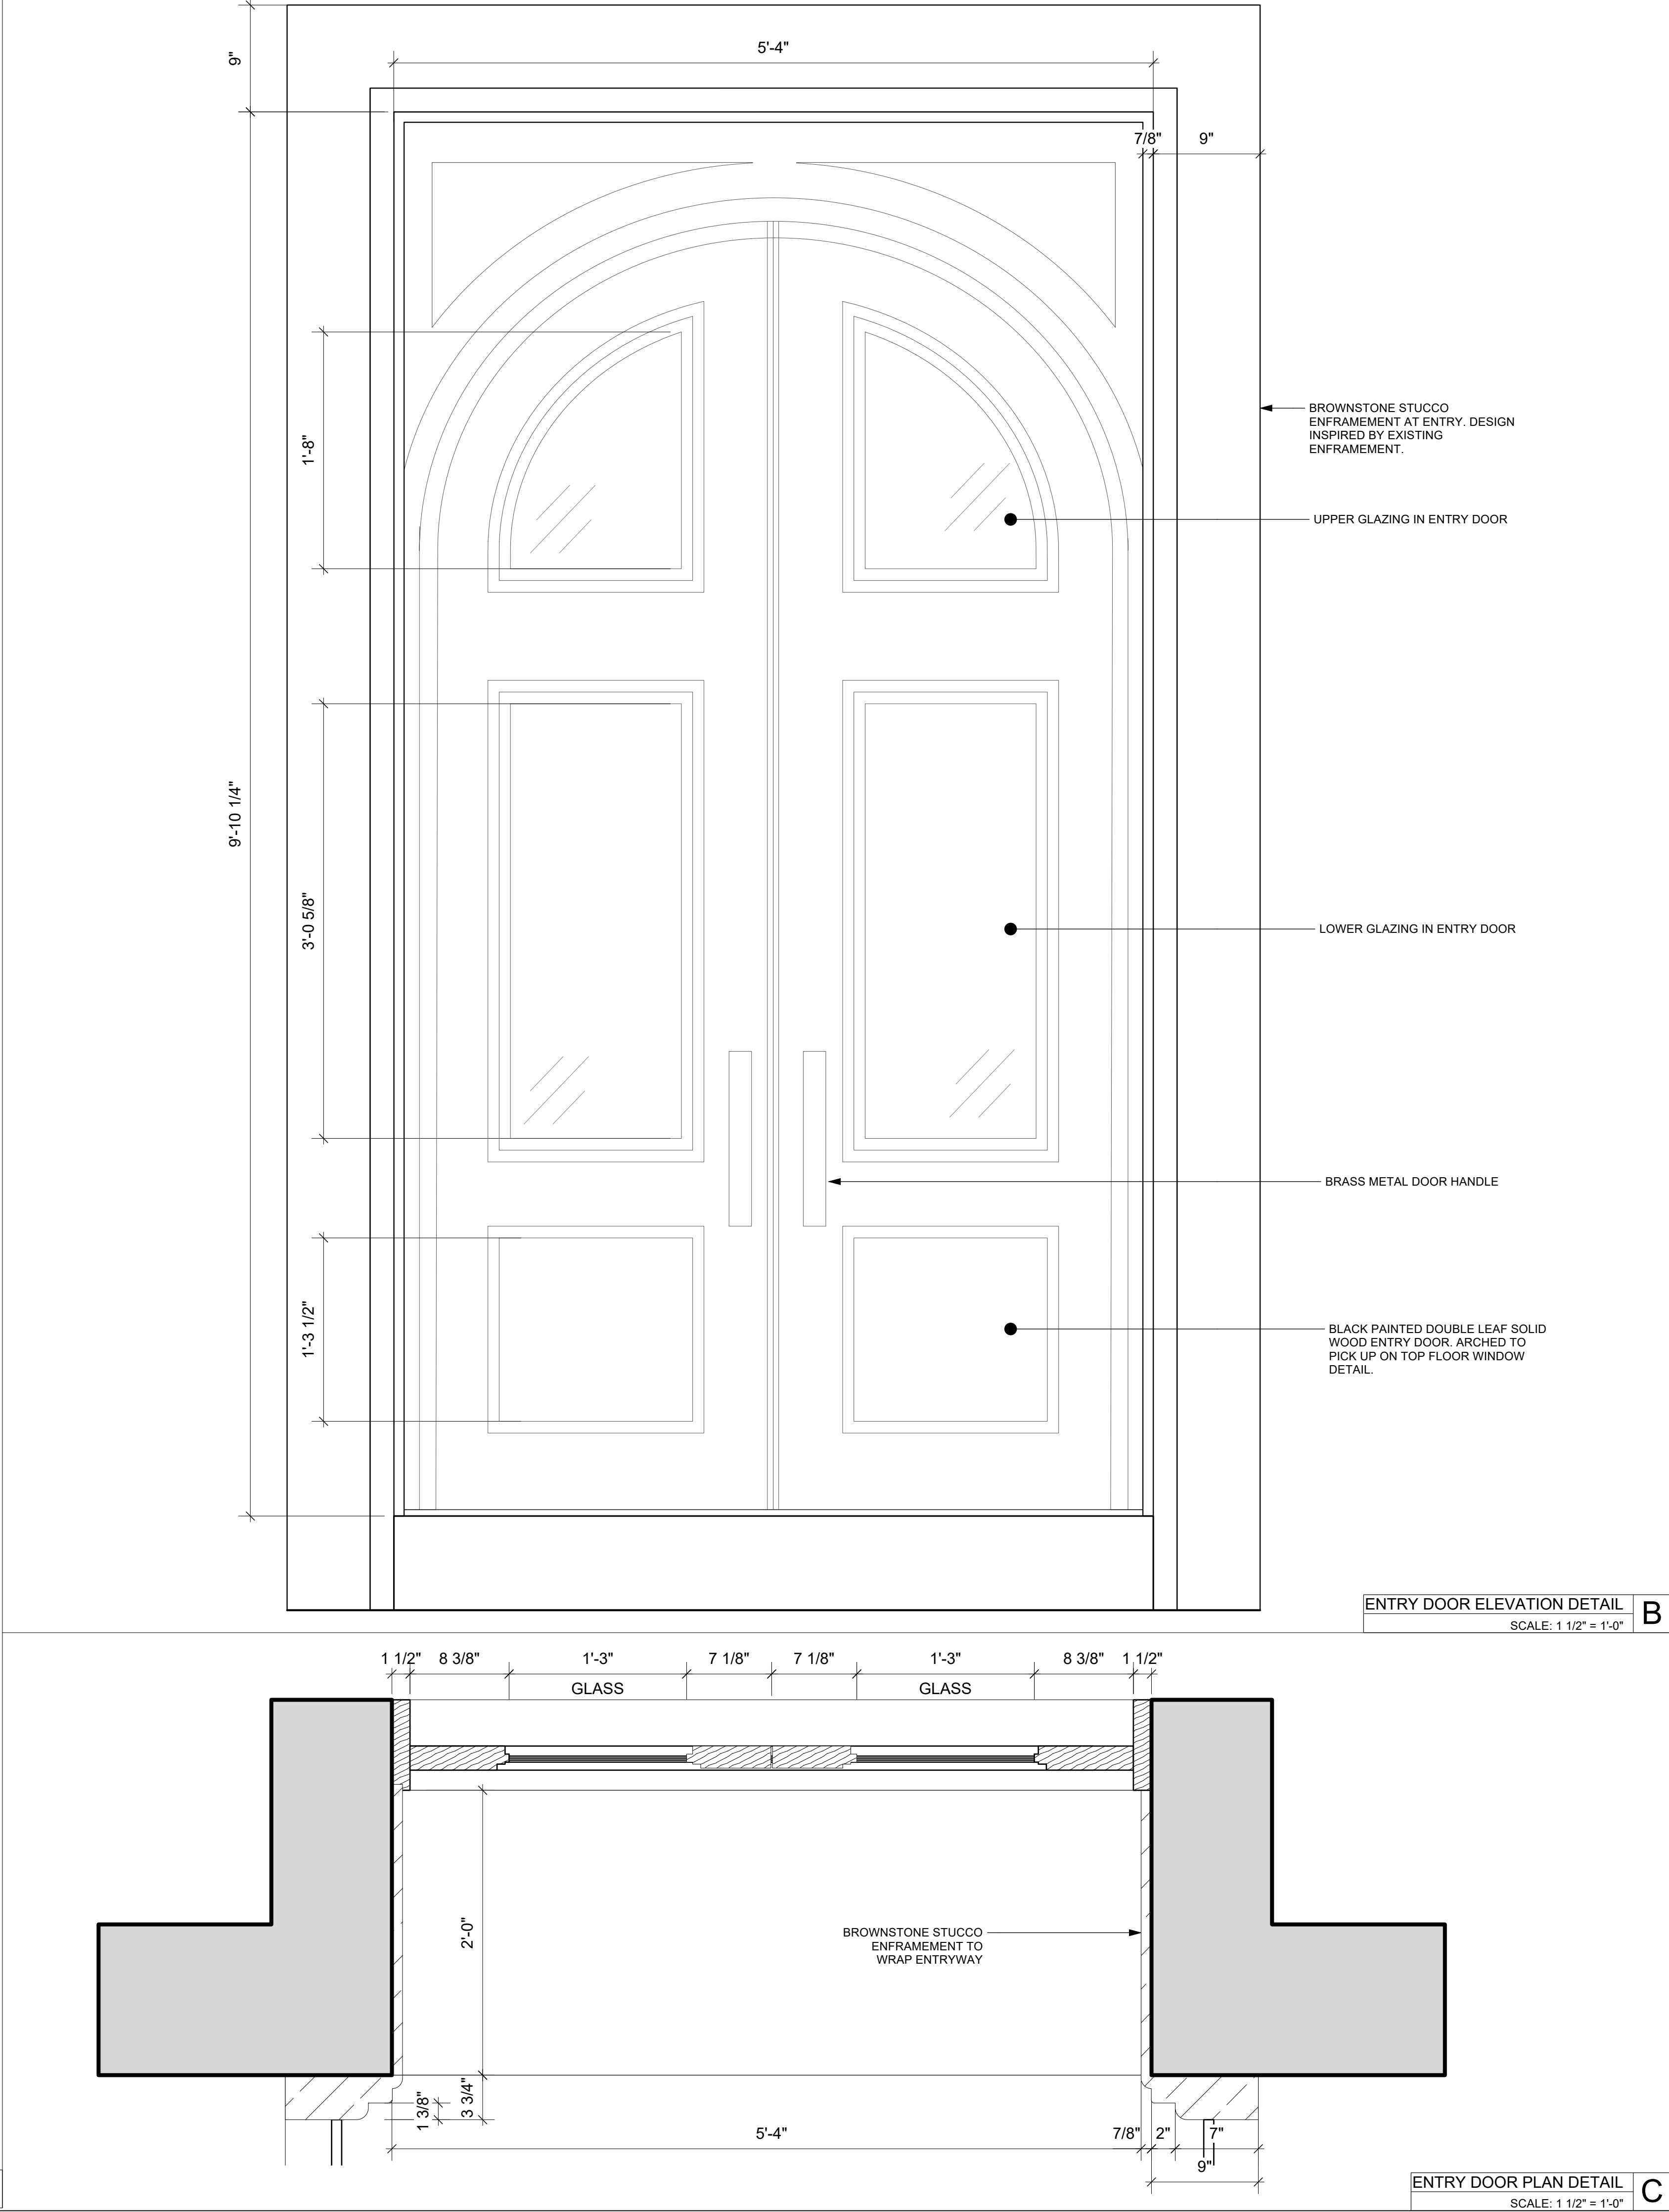 9"
5'-4"
7/8"
9"
1'-8"
BROWNSTONE STUCCO
ENFRAMEMENT AT ENTRY. DESIGN
INSPIRED BY EXISTING
ENFRAMEMENT.
UPPER GLAZING IN ENTRY DOOR
9'-10 1/4"
3'-0 5/8"
LOWER GLAZING IN ENTRY DOOR
BRASS METAL DOOR HANDLE
1'-3 1/2"
BLACK PAINTED DOUBLE LEAF SOLID
WOOD ENTRY DOOR. ARCHED TO
PICK UP ON TOP FLOOR WINDOW
DETAIL.
ENTRY DOOR ELEVATION DETAIL
SCALE: 1 1/2" = 1'-0"
B
1 1/2" 8 3/8" 1'-3" 7 1/8" 7 1/8" 1'-3" 8 3/8" 1 1/2"
GLASS GLASS
2'-0"
BROWNSTONE STUCCO
ENFRAMEMENT TO
WRAP ENTRYWAY
1 3/8"
3 3/4"
5'-4" 7/8" 2" 7"
9"
ENTRY DOOR PLAN DETAIL
SCALE: 1 1/2" = 1'-0"
C